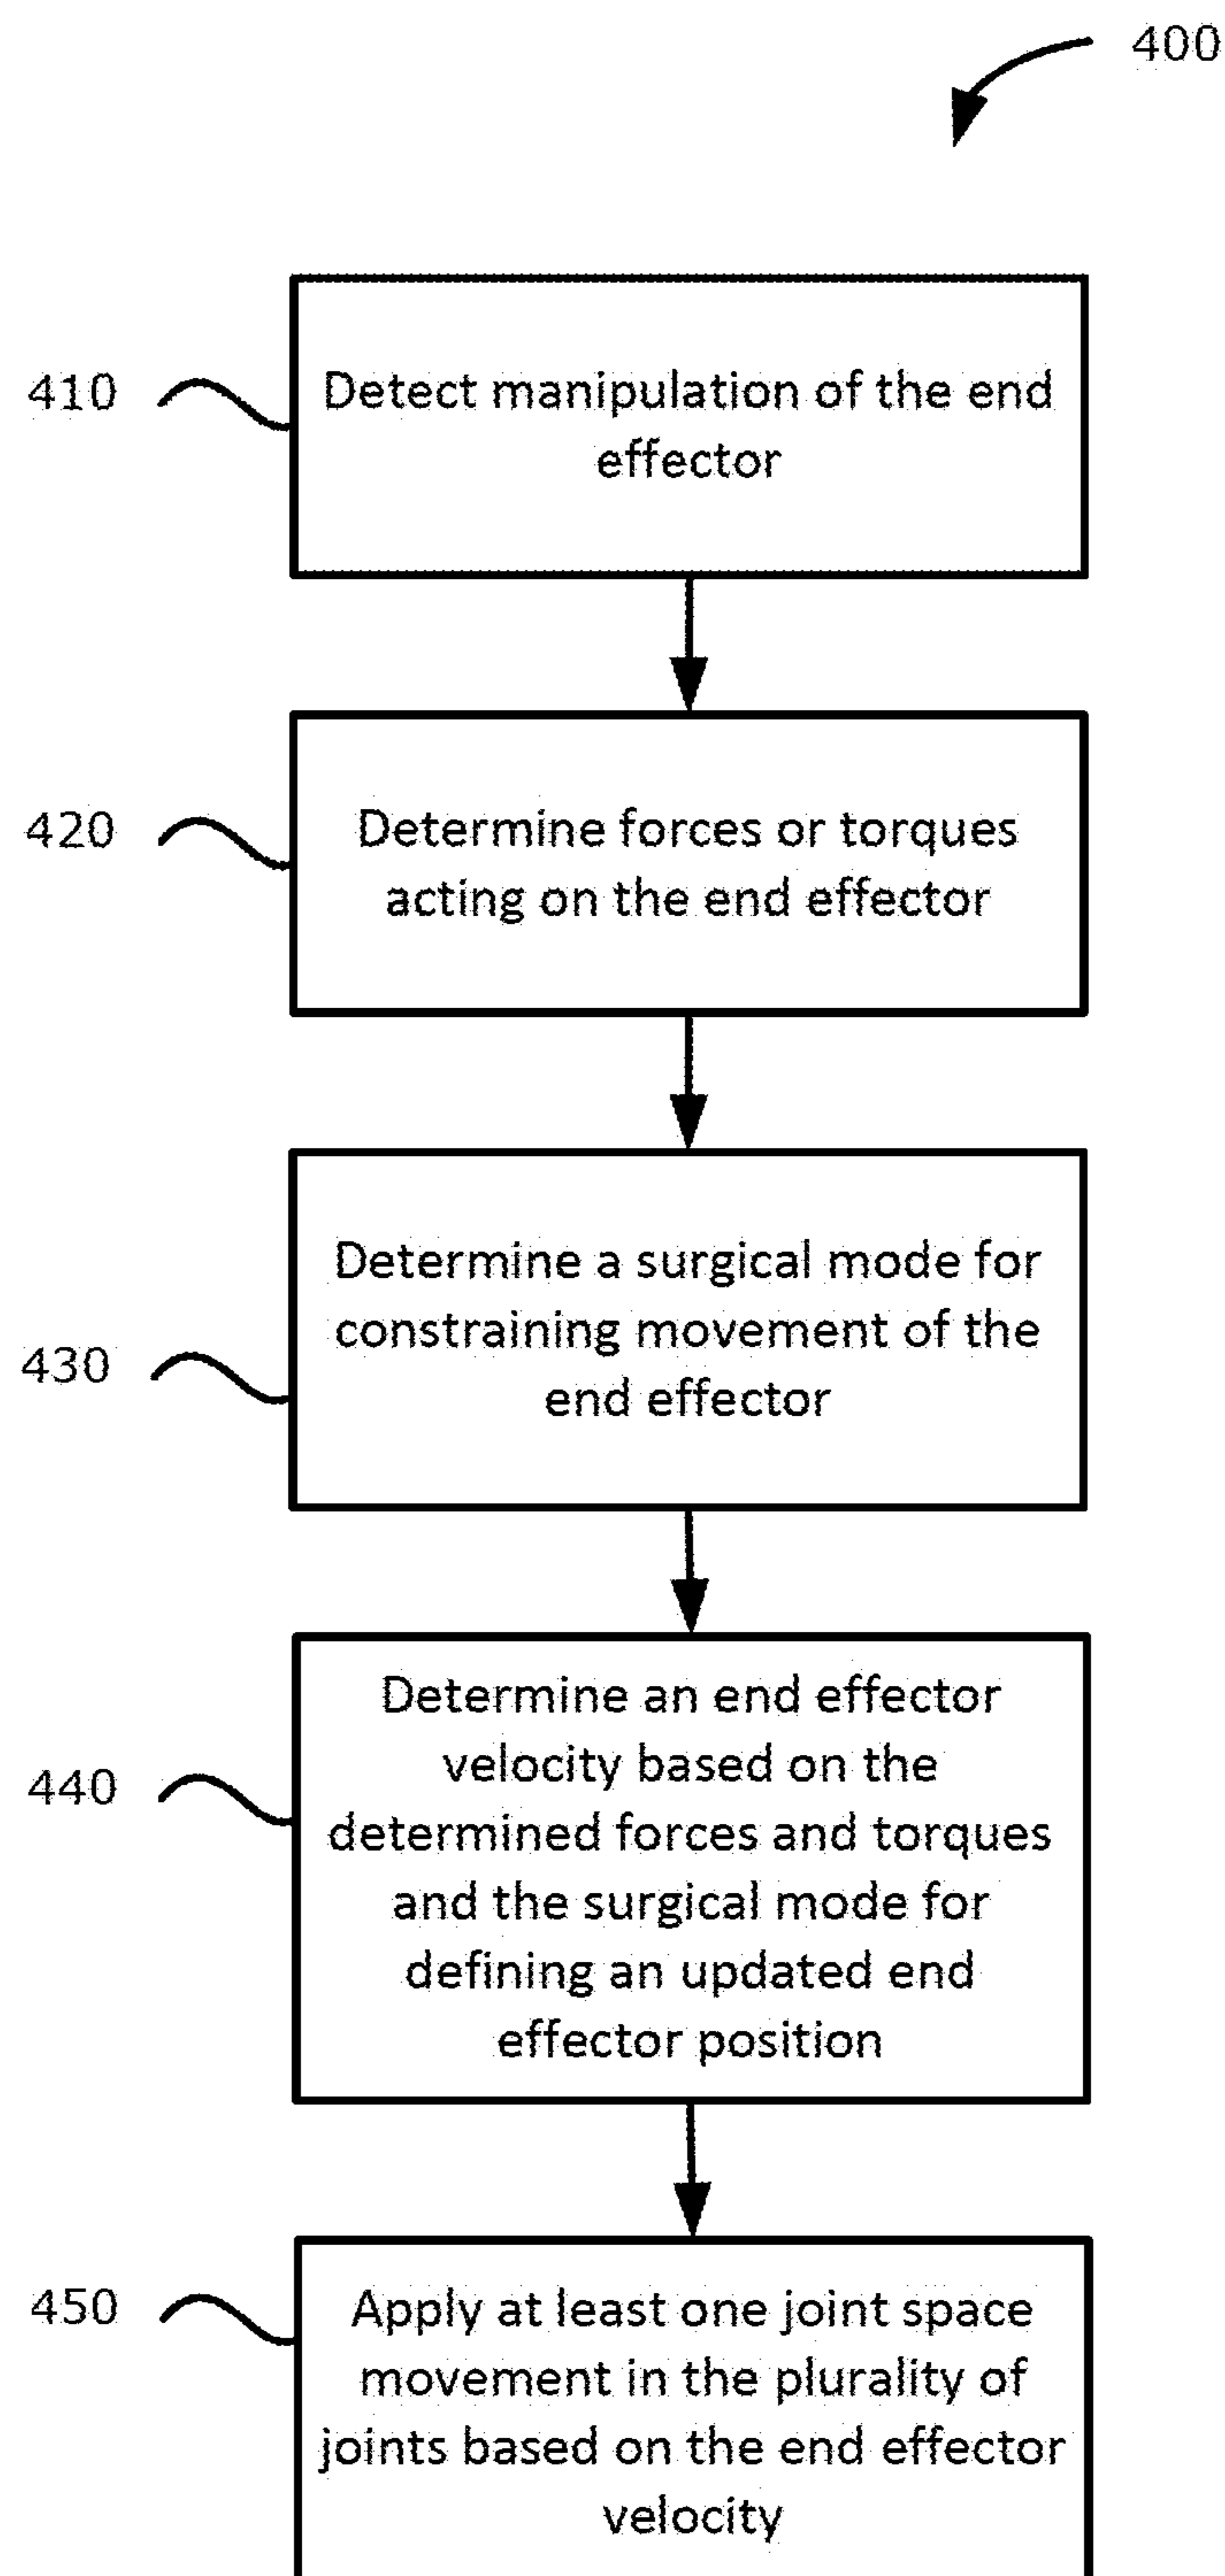 400
410
Detect manipulation of the end
effector
420
Determine forces or torques
acting on the end effector
430
Determine a surgical mode for
constraining movement of the
end effector
440
Determine an end effector
velocity based on the
determined forces and torques
and the surgical mode for
defining an updated end
effector position
450
Apply at least one joint space
movement in the plurality of
joints based on the end effector
velocity